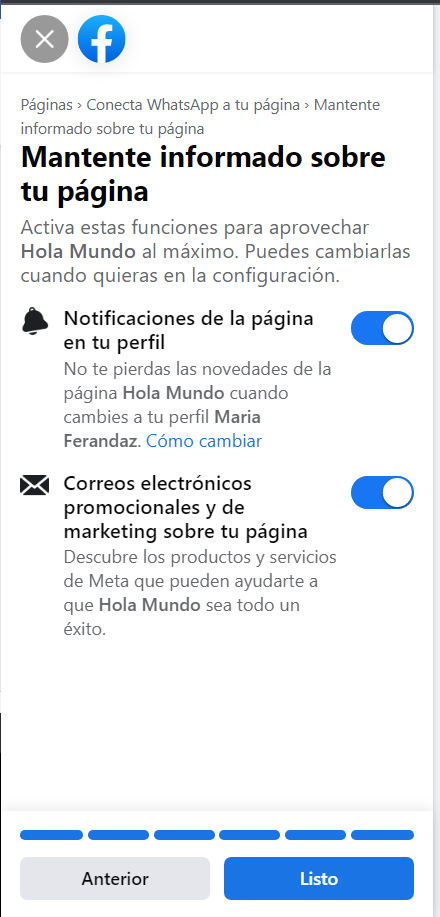 Páginas › Conecta WhatsApp a tu página › Mantente
informado sobre tu página
Mantente informado sobre
tu página
Activa estas funciones para aprovechar
Hola Mundo al máximo. Puedes cambiarlas
cuando quieras en la configuración.
Notificaciones de la página
en tu perfil
No te pierdas las novedades de la
página Hola Mundo cuando
cambies a tu perfil Maria
Ferandaz. Cómo cambiar
Correos electrónicos
promocionales y de
marketing sobre tu página
Descubre los productos y servicios
de Meta que pueden ayudarte a
que Hola Mundo sea todo un
éxito.
Anterior
Listo